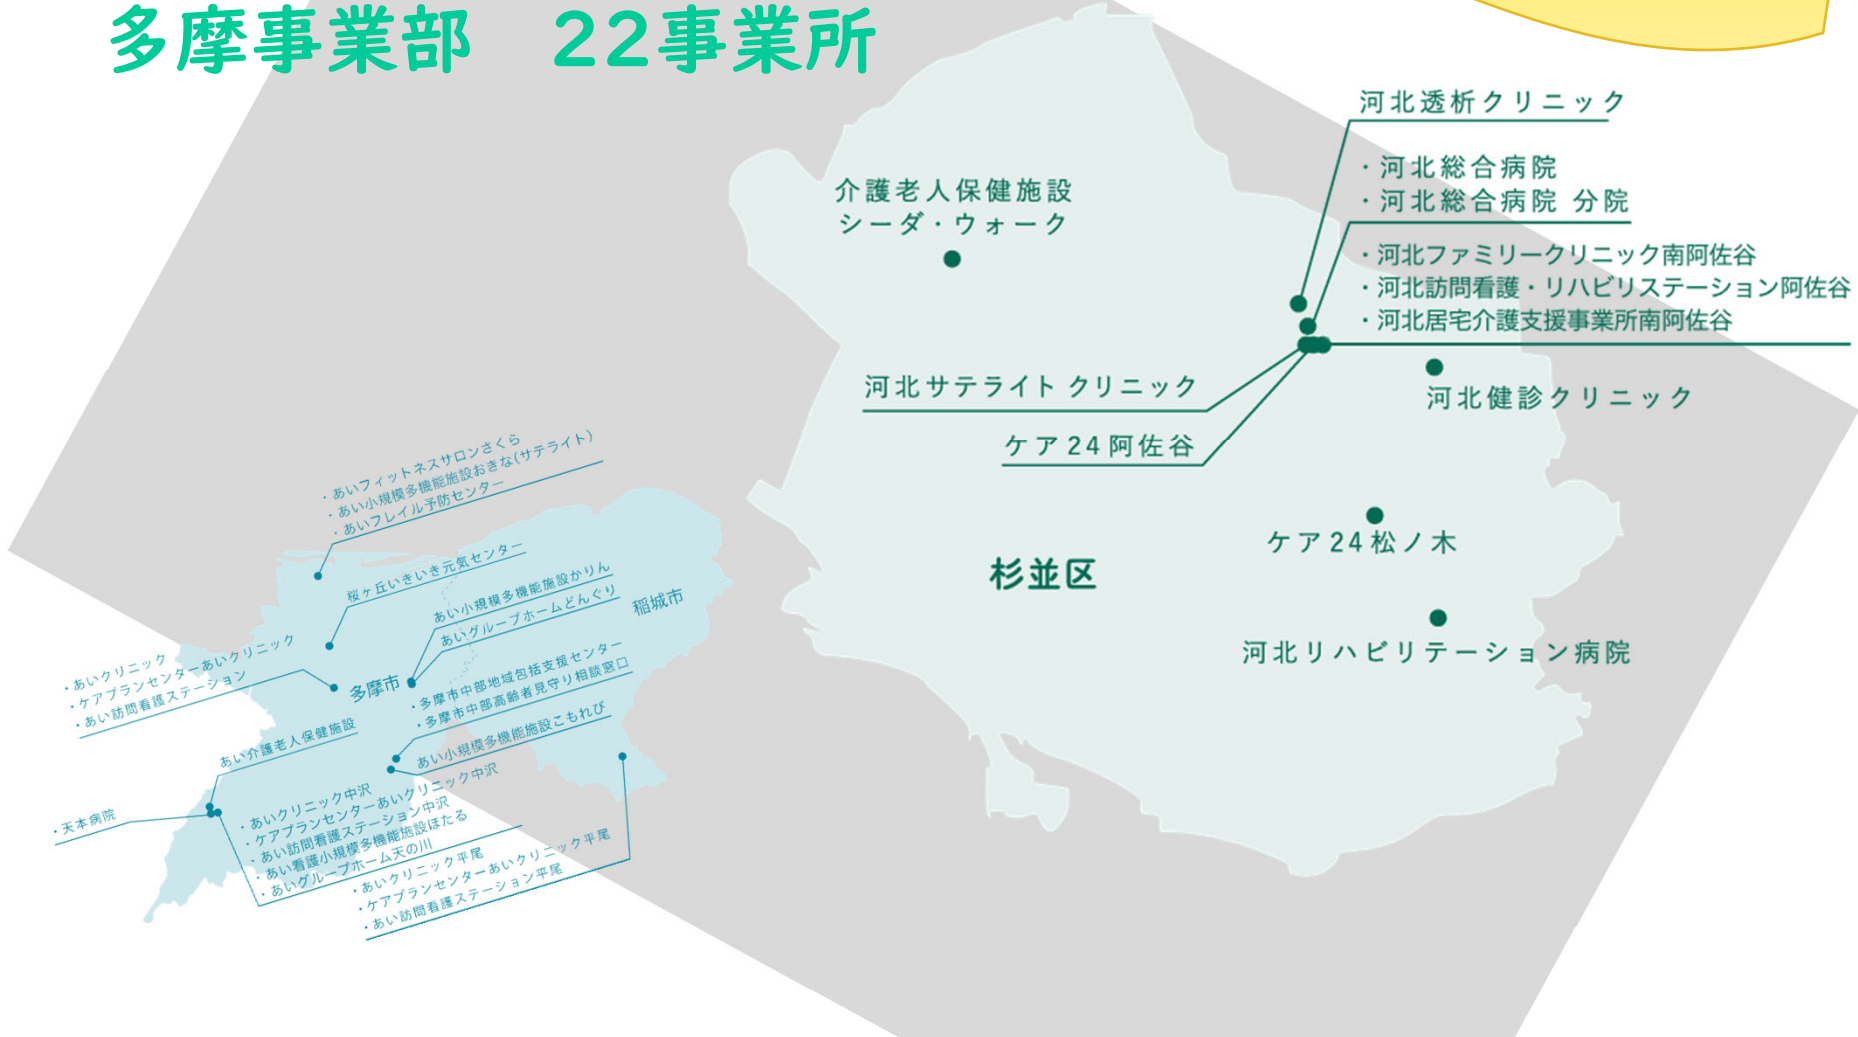 多摩事業部　22事業所
河北透析クリニック
・河北総合病院
・河北総合病院 分院
介護老人保健施設
シーダ・ウォーク
・河北ファミリークリニック南阿佐谷
・河北訪問看護・リハビリステーション阿佐谷
・河北居宅介護支援事業所南阿佐谷
河北サテライト クリニック
河北健診クリニック
ケア24阿佐谷
ケア24松ノ木
杉並区
河北リハビリテーション病院
・あいフィットネスサロンさくら
・あい小規模多機能施設おきな(サテライト)
・あいフレイル予防センター
桜ヶ丘いきいき元気センター
あい小規模多機能施設かりん
あいグループホームどんぐり
稲城市
・あいクリニック
・ケアプランセンターあいクリニック
・あい訪問看護ステーション
多摩市
・多摩市中部地域包括支援センター
・多摩市中部高齢者見守り相談窓口
あい小規模多機能施設こもれび
あい介護老人保健施設
・天本病院
・あいクリニック中沢
・ケアプランセンターあいクリニック中沢
・あい訪問看護ステーション中沢
・あい看護小規模多機能施設ほたる
・あいグループホーム天の川
・あいクリニック平尾
・ケアプランセンターあいクリニック平尾
・あい訪問看護ステーション平尾